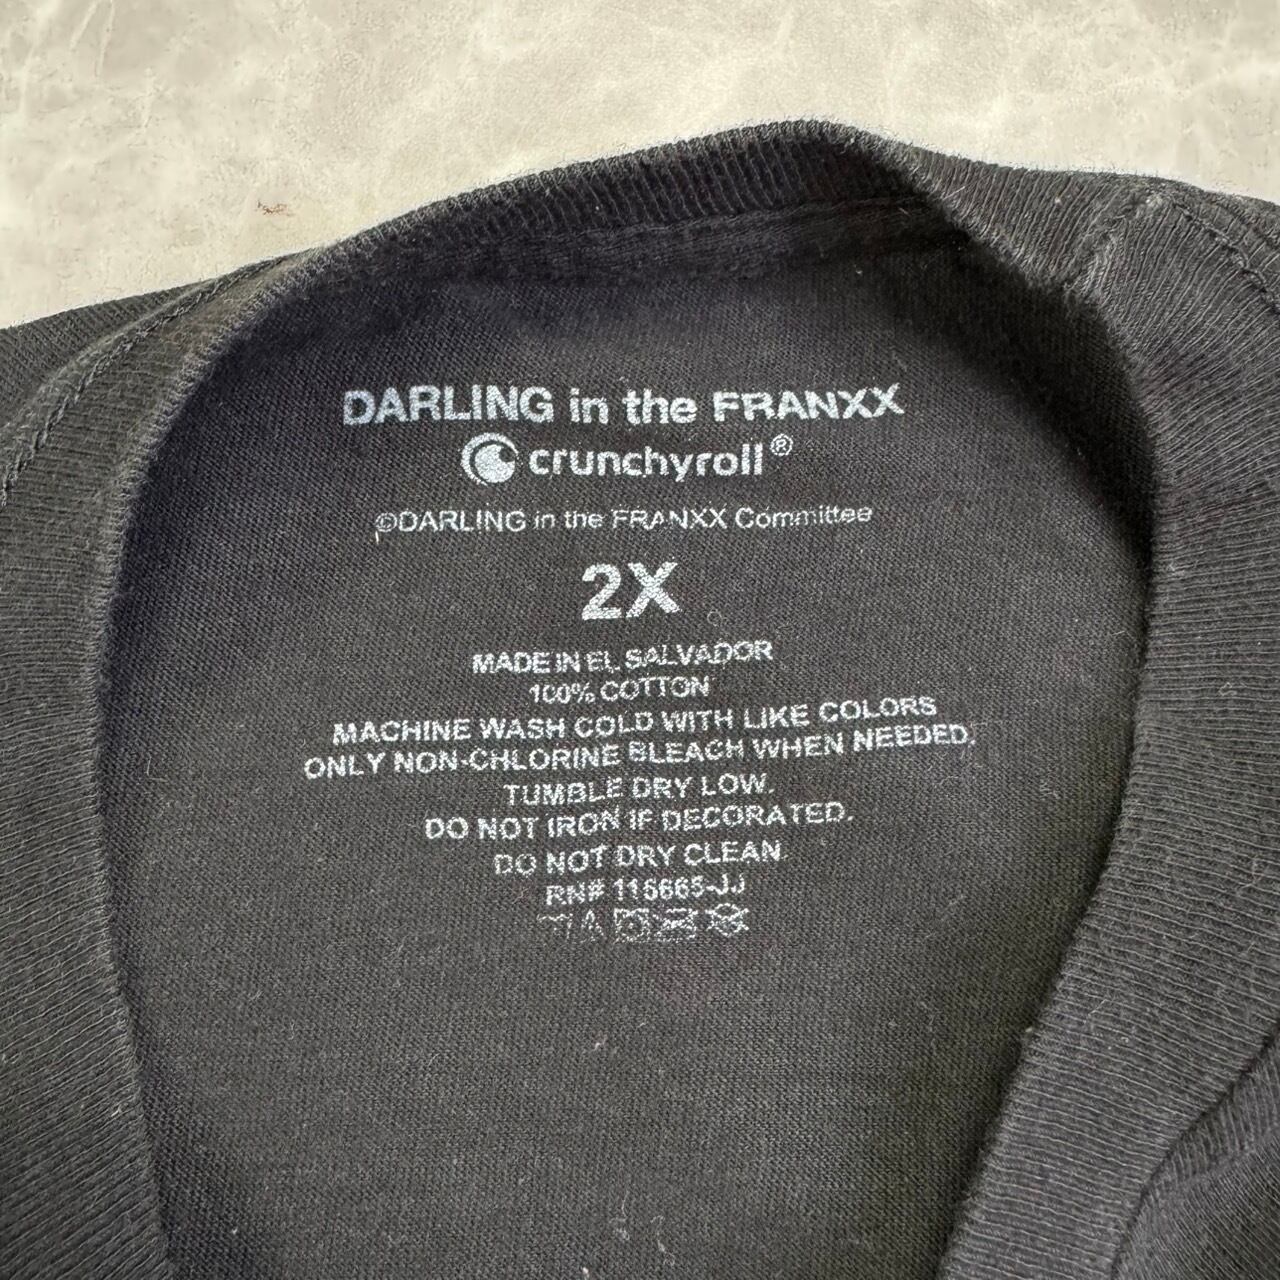 DARLING in the FRANXX
crunchyroll®
©DARLING in the FRANXX Committee
2X
MADE IN EL SALVADOR
100% COTTON
MACHINE WASH COLD WITH LIKE COLORS
ONLY NON-CHLORINE BLEACH WHEN NEEDED.
TUMBLE DRY LOW.
DO NOT IRON IF DECORATED.
DO NOT DRY CLEAN.
RN# 116665-JJ